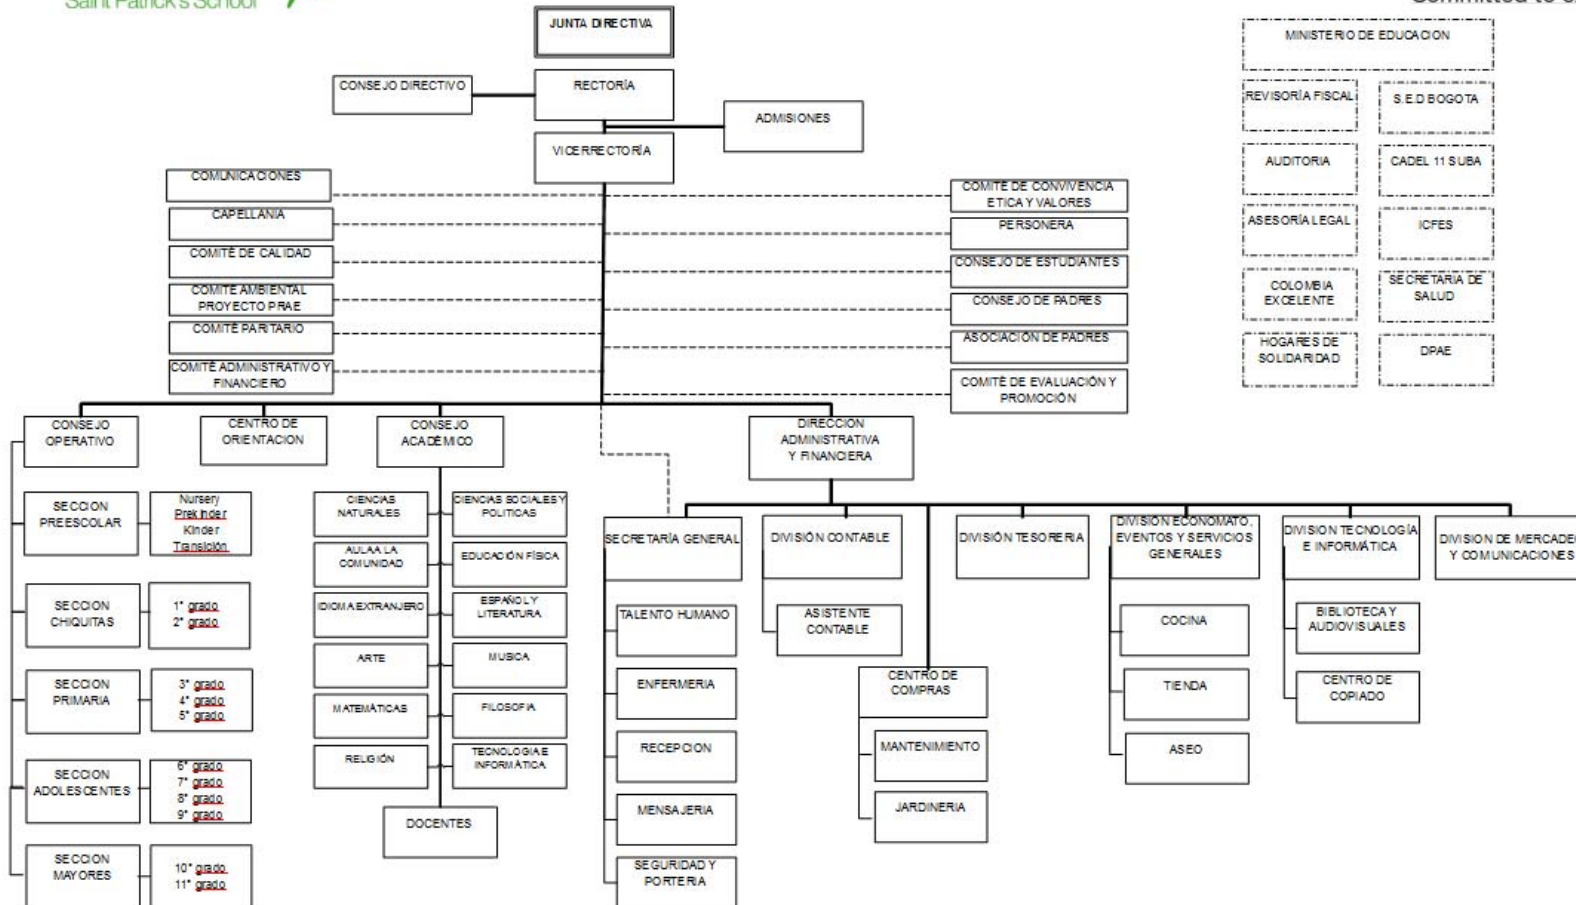 Saint Patrick's School
JUNTA DIRECTIVA
MINISTERIO DE EDUCACION
CONSEJO DIRECTIVO
RECTORÍA
ADMISIONES
VICERRECTORÍA
REVISORÍA FISCAL
S.E.D BOGOTA
AUDITORIA
CADEL 11 SUBA
ASESORÍA LEGAL
ICFES
COLOMBIA
EXCELENTE
SECRETARIA DE
SALUD
HOGARES DE
SOLIDARIDAD
DPAE
COMUNICACIONES
CAPELLANIA
COMITÉ DE CALIDAD
COMITÉ AMBIENTAL
PROYECTO PRAE
COMITÉ PARITARIO
COMITÉ ADMINISTRATIVO Y
FINANCIERO
COMITÉ DE CONVIVENCIA
ETICA Y VALORES
PERSONERA
CONSEJO DE ESTUDIANTES
CONSEJO DE PADRES
ASOCIACION DE PADRES
COMITÉ DE EVALUACIÓN Y
PROMOCIÓN
CONSEJO
OPERATIVO
CENTRO DE
ORIENTACION
CONSEJO
ACADÉMICO
DIRECCION
ADMINISTRATIVA
Y FINANCIERA
SECCION
PREESCOLAR
Nursery
Prekinder
Kinder
Transición
SECCION
CHIQUITAS
1° grado
2° grado
SECCION
PRIMARIA
3° grado
4° grado
5° grado
SECCION
ADOLESCENTES
6° grado
7° grado
8° grado
9° grado
SECCION
MAYORES
10° grado
11° grado
CIENCIAS
NATURALES
CIENCIAS SOCIALES Y
POLITICAS
AULA A LA
COMUNIDAD
EDUCACIÓN FÍSICA
IDIOMA EXTRANJERO
ESPAÑOL Y
LITERATURA
ARTE
MUSICA
MATEMÁTICAS
FILOSOFIA
RELIGIÓN
TECNOLOGIA E
INFORMÁTICA
DOCENTES
SECRETARÍA GENERAL
TALENTO HUMANO
ENFERMERIA
RECEPCION
MENSAJERIA
SEGURIDAD Y
PORTERIA
DIVISIÓN CONTABLE
ASISTENTE
CONTABLE
CENTRO DE
COMPRAS
MANTENIMIENTO
JARDINERIA
DIVISIÓN TESORERIA
DIVISIÓN ECONOMATO,
EVENTOS Y SERVICIOS
GENERALES
COCINA
TIENDA
ASEO
DIVISION TECNOLOGÍA
E INFORMÁTICA
BIBLIOTECA Y
AUDIOVISUALES
CENTRO DE
COPIADO
DIVISION DE MERCADEO
Y COMUNICACIONES